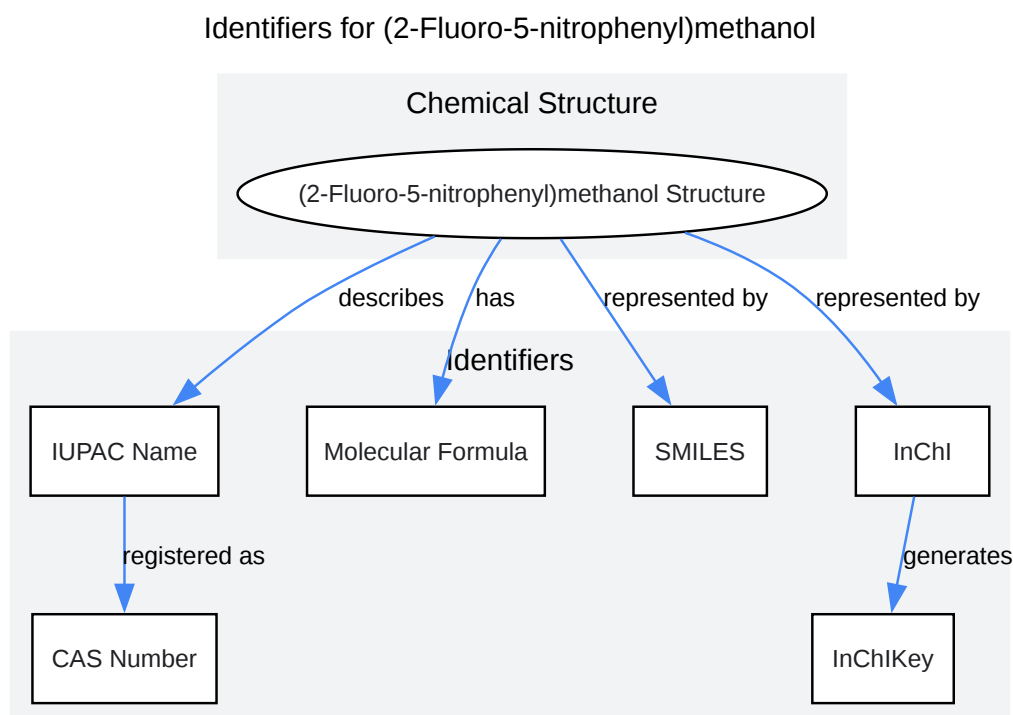 Identifiers for (2-Fluoro-5-nitrophenyl)methanol
Chemical Structure
(2-Fluoro-5-nitrophenyl)methanol Structure
describes
has
represented by
represented by
Identifiers
IUPAC Name
Molecular Formula
SMILES
InChI
registered as
generates
CAS Number
InChIKey